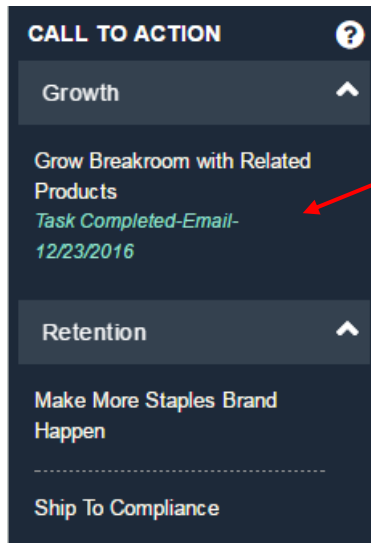 CALL TO ACTION ?
Growth
Grow Breakroom with Related
Products
Task Completed-Email-
12/23/2016
Retention
Make More Staples Brand
Happen
Ship To Compliance